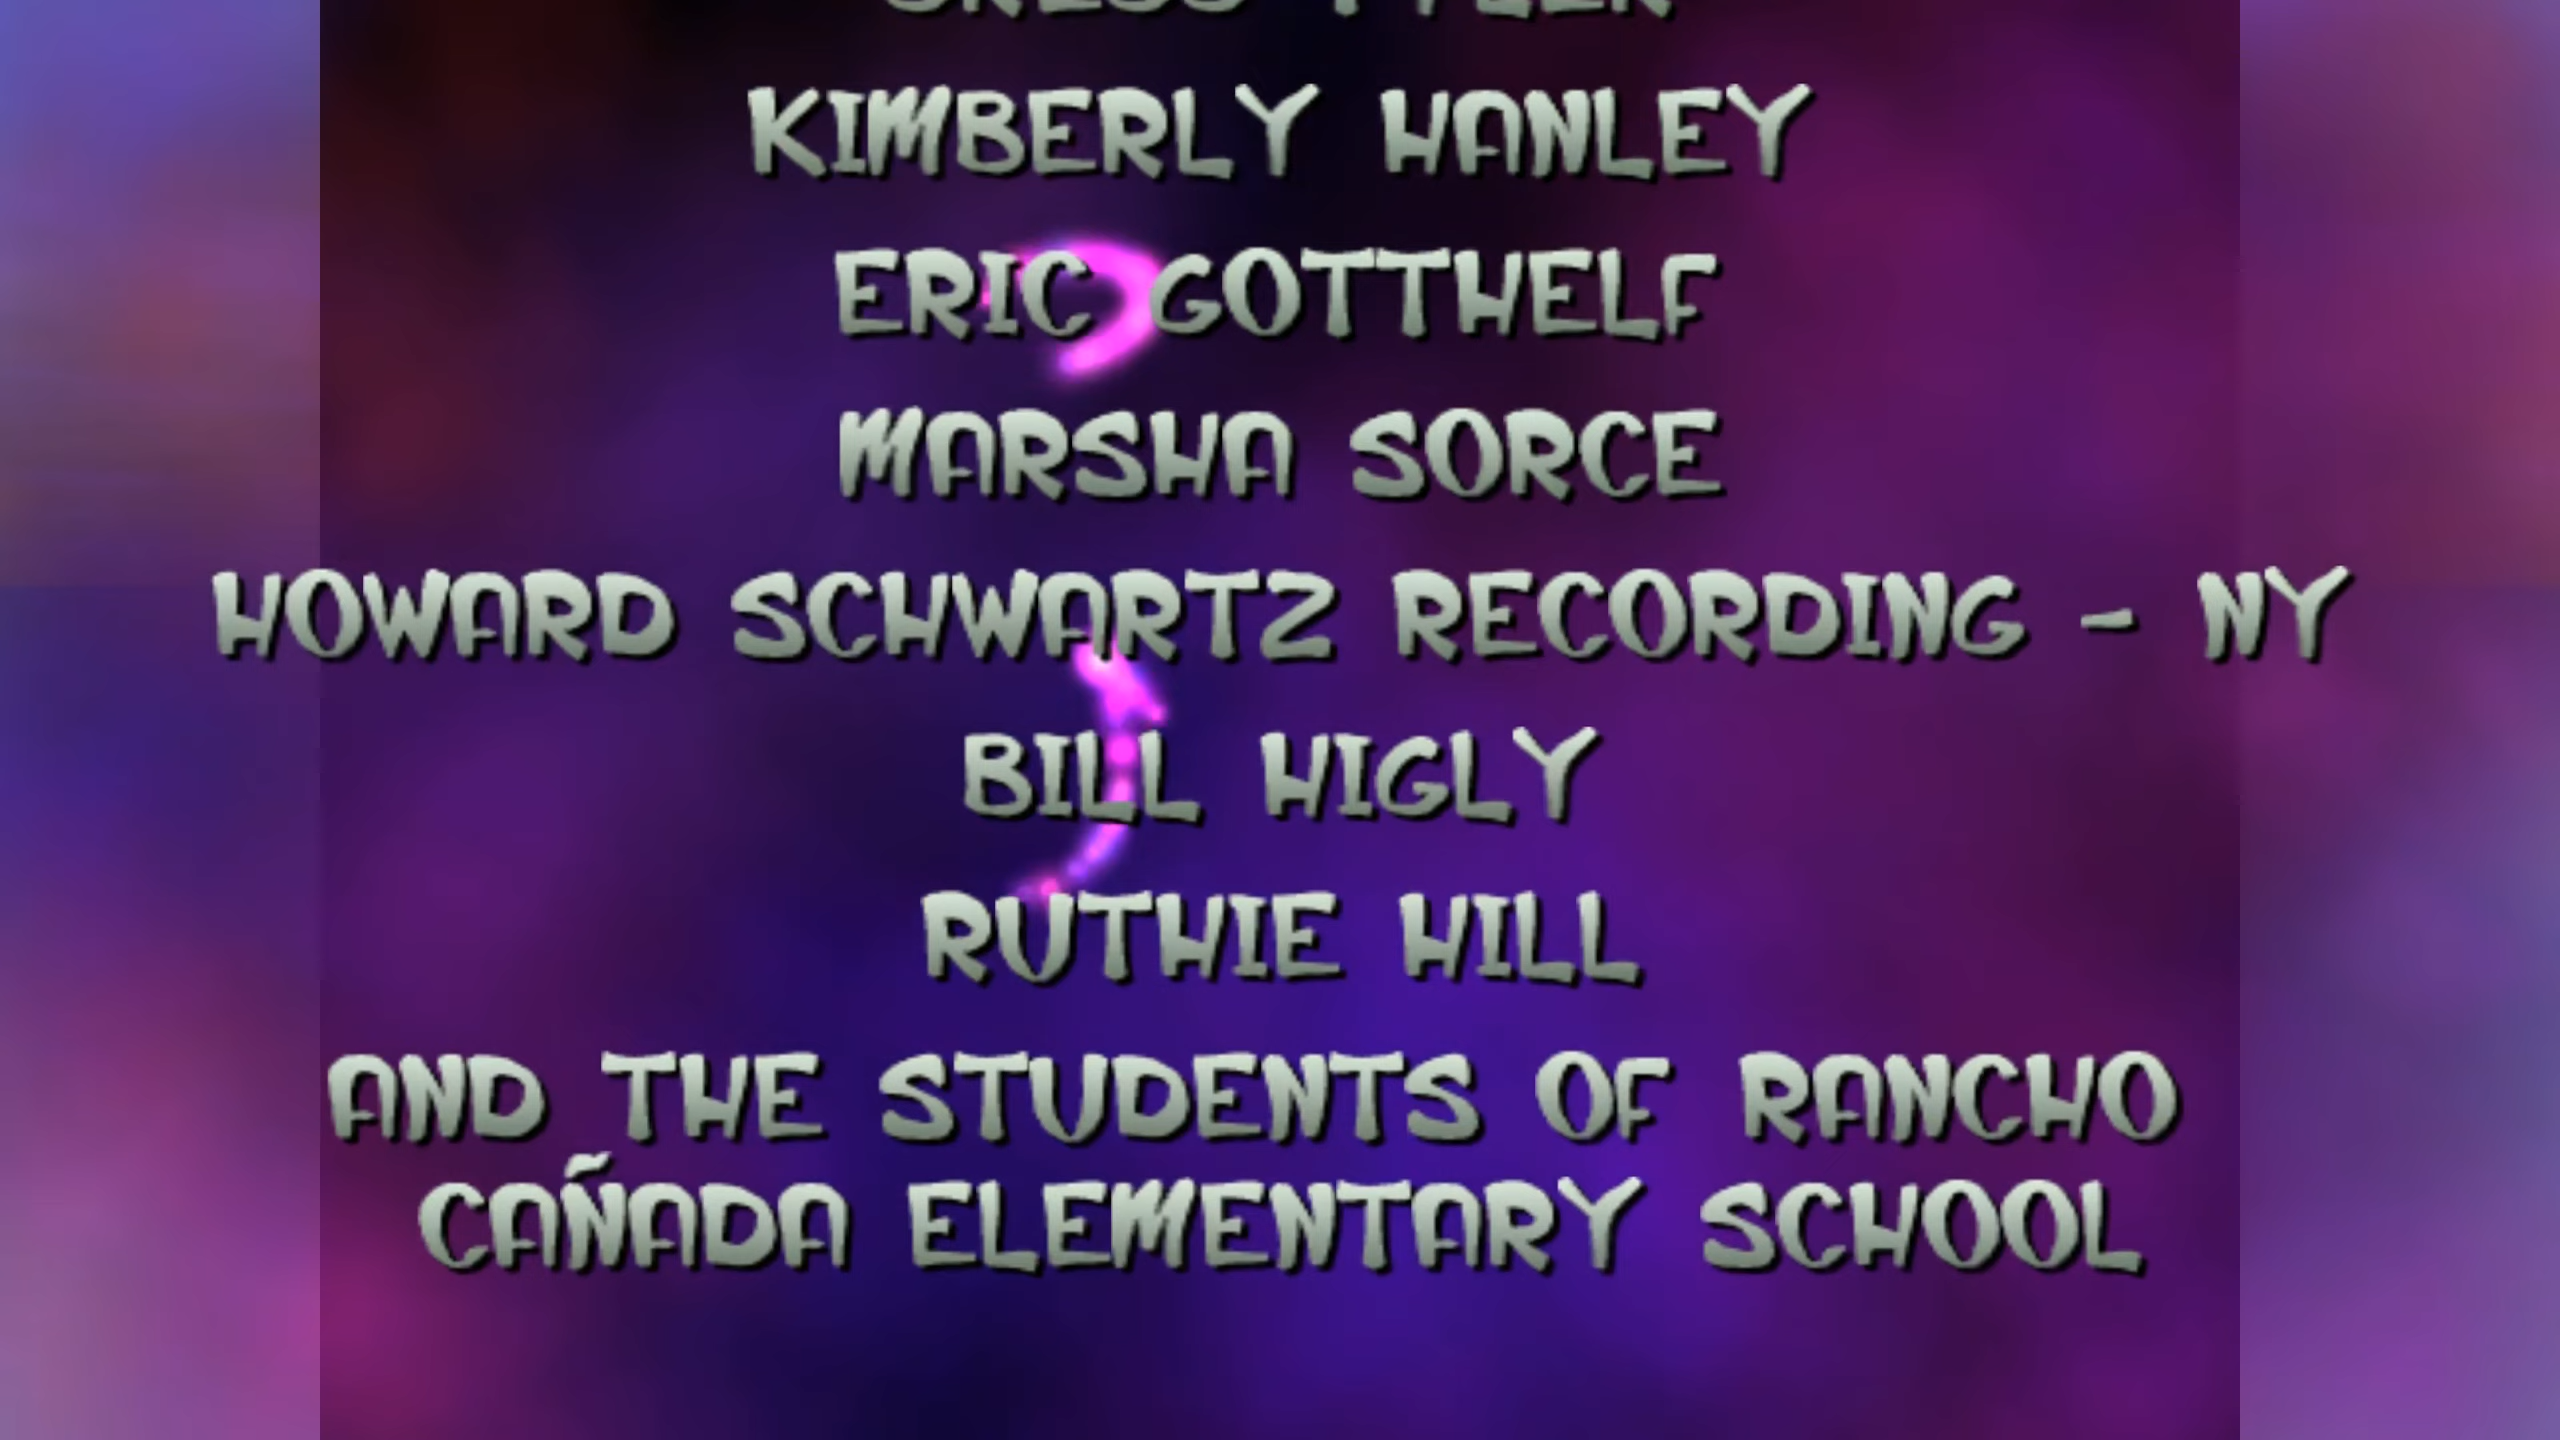 KIMBERLY HANLEY
ERIC GOTTHELF
MARSHA SORCE
HOWARD SCHWARTZ RECORDING - NY
BILL HIGLY
RUTHIE HILL
AND THE STUDENTS OF RANCHO
CAÑADA ELEMENTARY SCHOOL